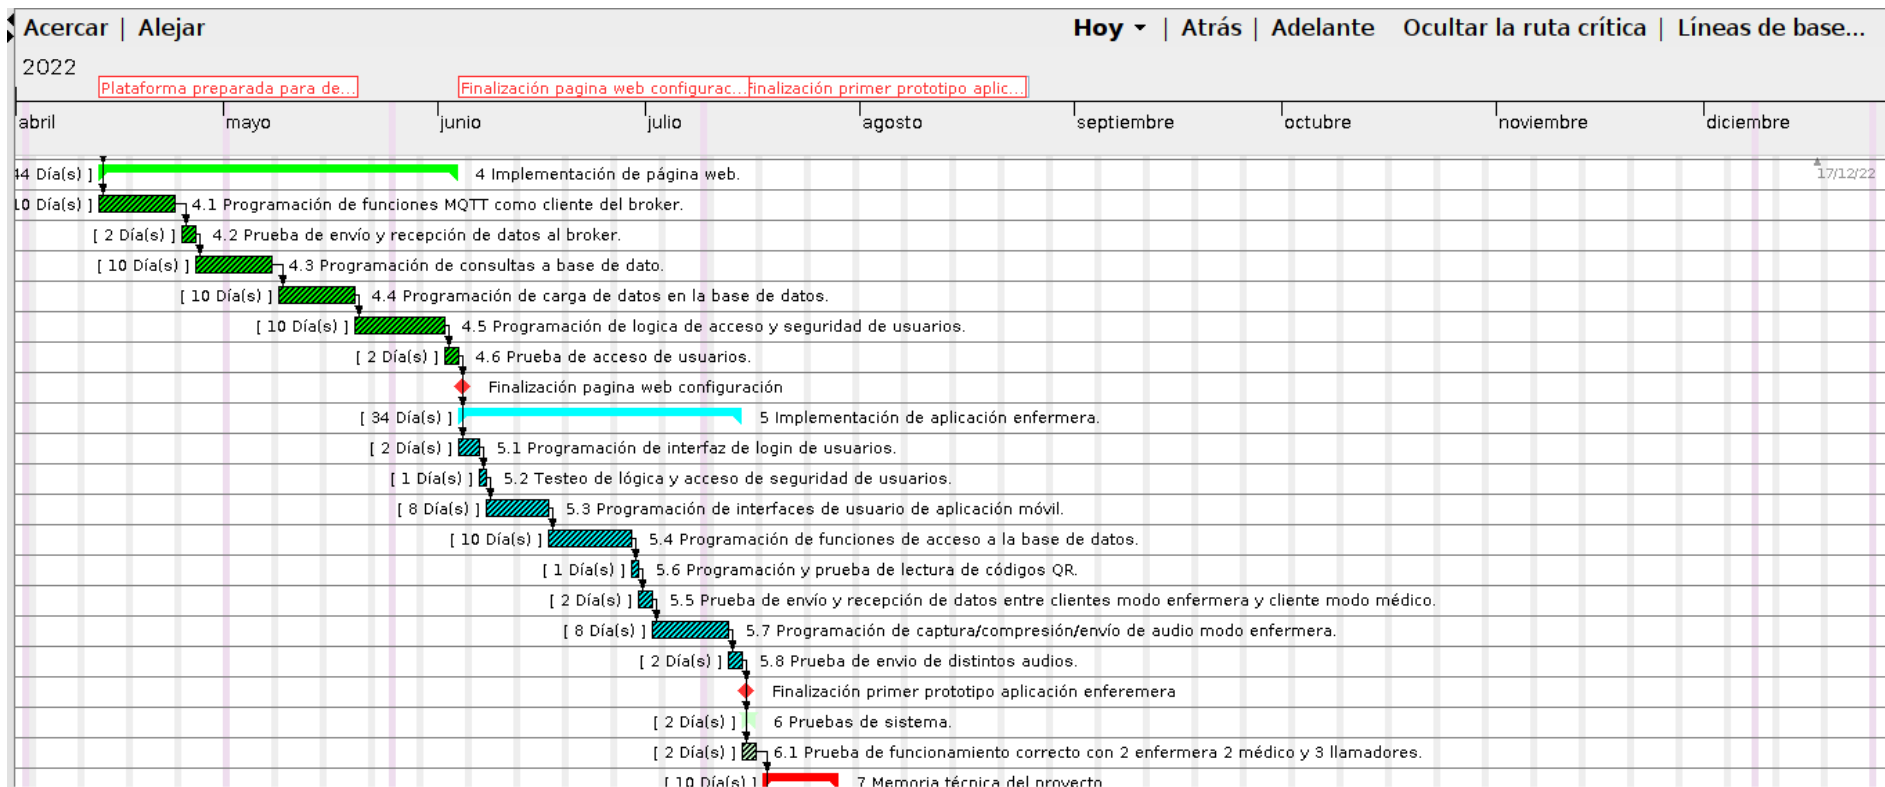 Acercar | Alejar Hoy | Atrás | Adelante Ocultar la ruta crítica | Líneas de base...
2022
Plataforma preparada para de... Finalización pagina web configurac... Finalización primer prototipo aplic...
abril mayo junio julio agosto septiembre octubre noviembre diciembre
44 Día(s) ] 4 Implementación de página web. 17/12/22
10 Día(s) ] 4.1 Programación de funciones MQTT como cliente del broker.
[ 2 Día(s) ] 4.2 Prueba de envío y recepción de datos al broker.
[ 10 Día(s) ] 4.3 Programación de consultas a base de dato.
[ 10 Día(s) ] 4.4 Programación de carga de datos en la base de datos.
[ 10 Día(s) ] 4.5 Programación de logica de acceso y seguridad de usuarios.
[ 2 Día(s) ] 4.6 Prueba de acceso de usuarios.
Finalización pagina web configuración
[ 34 Día(s) ] 5 Implementación de aplicación enfermera.
[ 2 Día(s) ] 5.1 Programación de interfaz de login de usuarios.
[ 1 Día(s) ] 5.2 Testeo de lógica y acceso de seguridad de usuarios.
[ 8 Día(s) ] 5.3 Programación de interfaces de usuario de aplicación móvil.
[ 10 Día(s) ] 5.4 Programación de funciones de acceso a la base de datos.
[ 1 Día(s) ] 5.6 Programación y prueba de lectura de códigos QR.
[ 2 Día(s) ] 5.5 Prueba de envío y recepción de datos entre clientes modo enfermera y cliente modo médico.
[ 8 Día(s) ] 5.7 Programación de captura/compresión/envío de audio modo enfermera.
[ 2 Día(s) ] 5.8 Prueba de envio de distintos audios.
Finalización primer prototipo aplicación enferemera
[ 2 Día(s) ] 6 Pruebas de sistema.
[ 2 Día(s) ] 6.1 Prueba de funcionamiento correcto con 2 enfermera 2 médico y 3 llamadores.
[ 10 Día(s) ] 7 Memoria técnica del proyecto